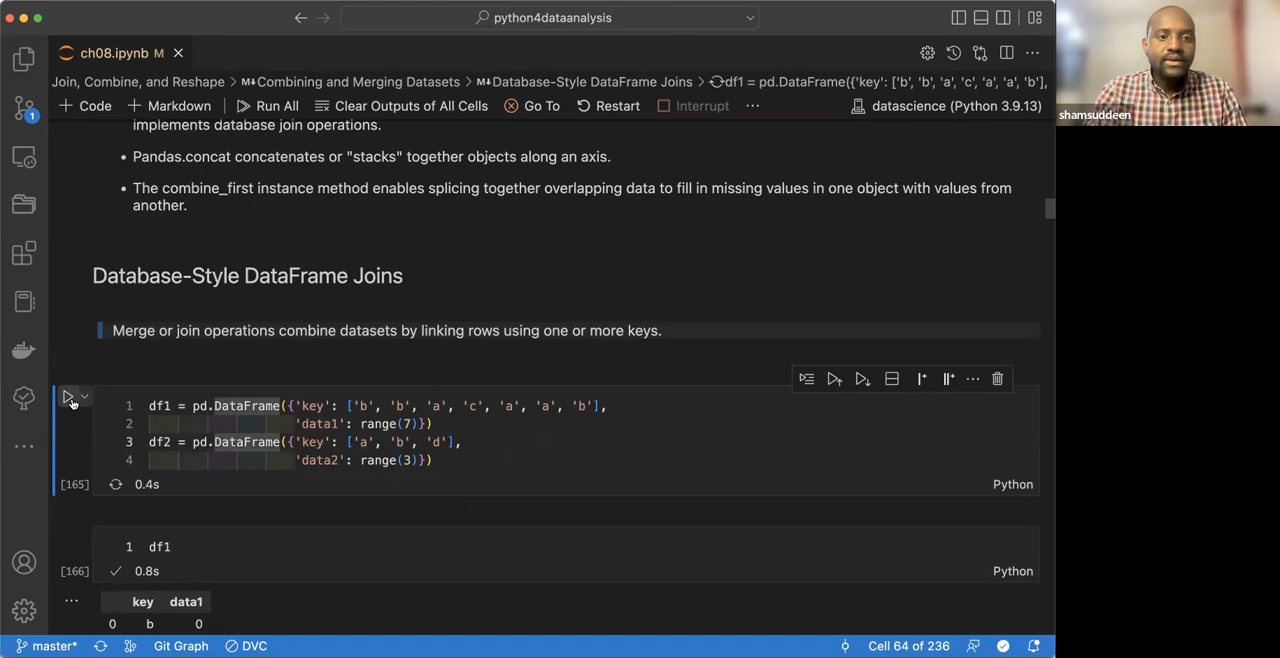 python4dataanalysis
ch08.ipynb M
Join, Combine, and Reshape > M↓Combining and Merging Datasets > M↓Database-Style DataFrame Joins > df1 = pd.DataFrame({'key': ['b', 'b', 'a', 'c', 'a', 'a', 'b'],
+ Code + Markdown Run All Clear Outputs of All Cells Go To Restart Interrupt ... datascience (Python 3.9.13)
implements database join operations.
• Pandas.concat concatenates or "stacks" together objects along an axis.
• The combine_first instance method enables splicing together overlapping data to fill in missing values in one object with values from
another.
Database-Style DataFrame Joins
Merge or join operations combine datasets by linking rows using one or more keys.
1 df1 = pd.DataFrame({'key': ['b', 'b', 'a', 'c', 'a', 'a', 'b'],
2 'data1': range(7)})
3 df2 = pd.DataFrame({'key': ['a', 'b', 'd'],
4 'data2': range(3)})
[165] 0.4s Python
1 df1
[166] 0.8s Python
... key data1
0 b 0
master* Git Graph DVC Cell 64 of 236
1
shamsuddeen